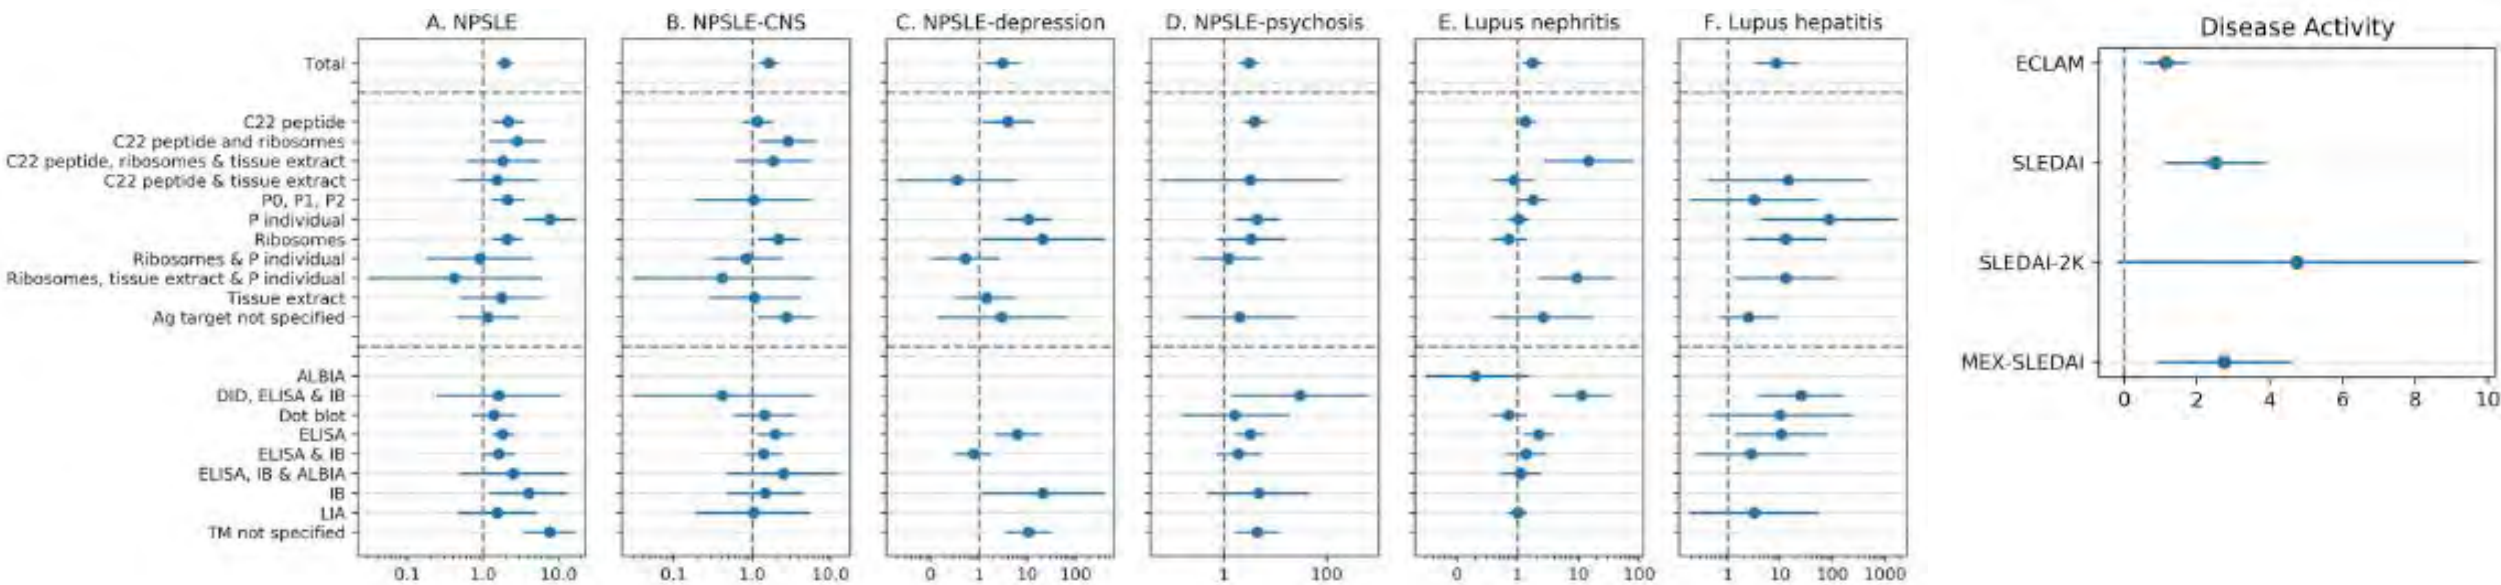 A. NPSLE
B. NPSLE-CNS
C. NPSLE-depression
D. NPSLE-psychosis
E. Lupus nephritis
F. Lupus hepatitis
Total
C22 peptide
C22 peptide and ribosomes
C22 peptide, ribosomes & tissue extract
C22 peptide & tissue extract
P0, P1, P2
P individual
Ribosomes
Ribosomes & P individual
Ribosomes, tissue extract & P individual
Tissue extract
Ag target not specified
ALBIA
DID, ELISA & IB
Dot blot
ELISA
ELISA & IB
ELISA, IB & ALBIA
IB
LIA
TM not specified
0.1 1.0 10.0
0.1 1.0 10.0
0 1 10 100
1 100
0 1 10 100
1 10 100 1000
Disease Activity
ECLAM
SLEDAI
SLEDAI-2K
MEX-SLEDAI
0 2 4 6 8 10